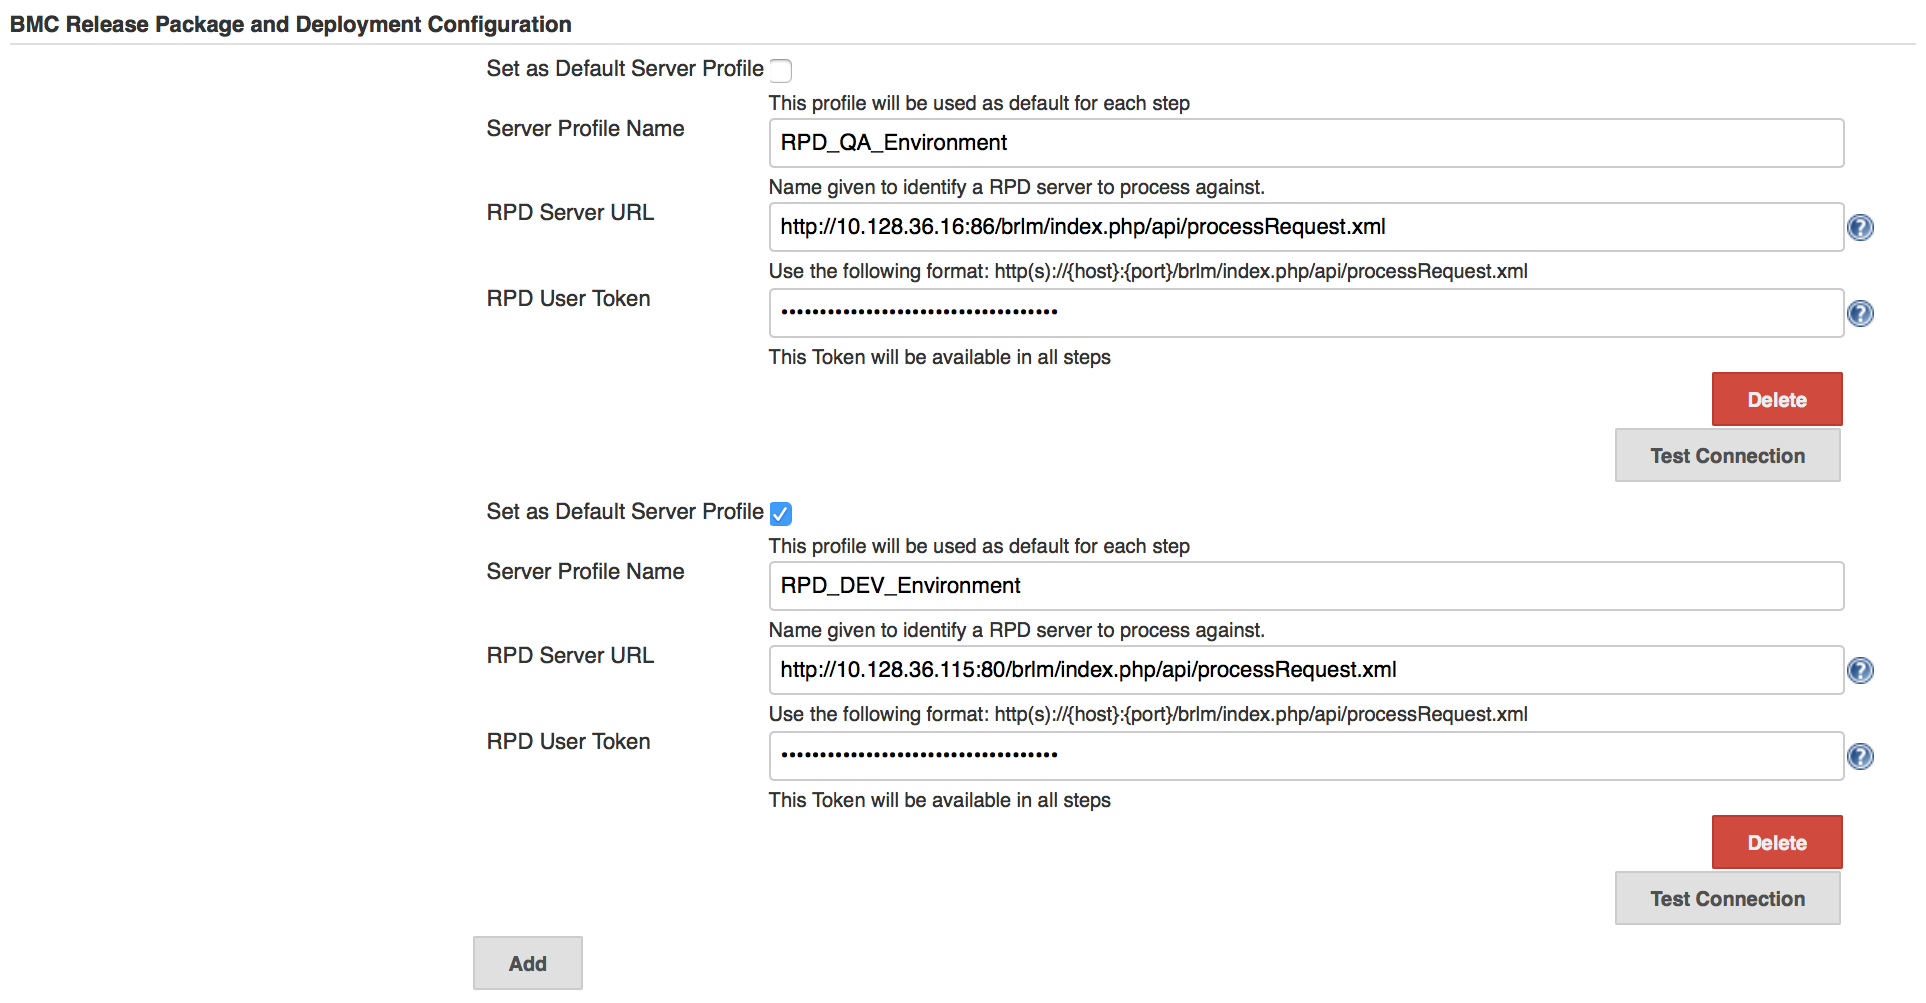 BMC Release Package and Deployment Configuration
Set as Default Server Profile
This profile will be used as default for each step
Server Profile Name
RPD_QA_Environment
Name given to identify a RPD server to process against.
RPD Server URL
http://10.128.36.16:86/brlm/index.php/api/processRequest.xml
Use the following format: http(s)://{host}:{port}/brlm/index.php/api/processRequest.xml
RPD User Token
••••••••••••••••••••••••••••••••••••
This Token will be available in all steps
Delete
Test Connection
Set as Default Server Profile
This profile will be used as default for each step
Server Profile Name
RPD_DEV_Environment
Name given to identify a RPD server to process against.
RPD Server URL
http://10.128.36.115:80/brlm/index.php/api/processRequest.xml
Use the following format: http(s)://{host}:{port}/brlm/index.php/api/processRequest.xml
RPD User Token
••••••••••••••••••••••••••••••••••••
This Token will be available in all steps
Delete
Test Connection
Add